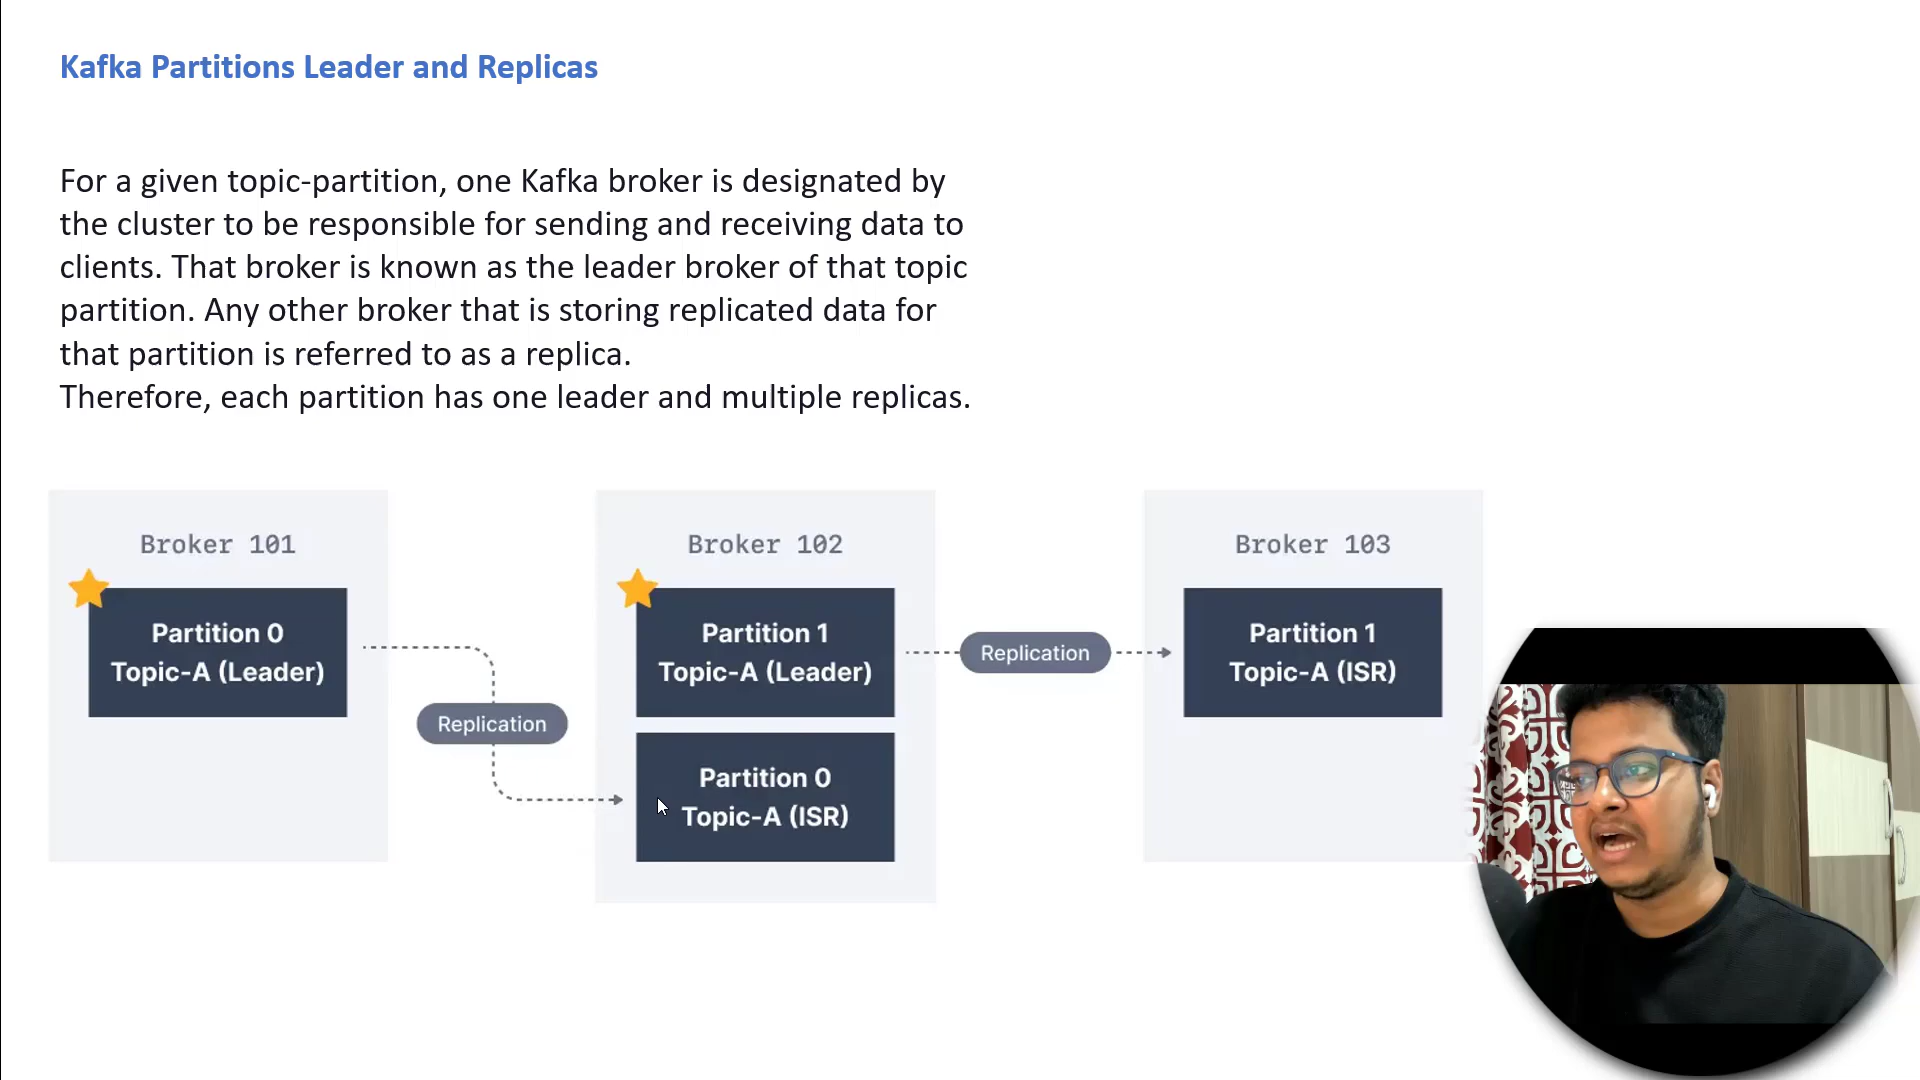 Kafka Partitions Leader and Replicas
For a given topic-partition, one Kafka broker is designated by
the cluster to be responsible for sending and receiving data to
clients. That broker is known as the leader broker of that topic
partition. Any other broker that is storing replicated data for
that partition is referred to as a replica.
Therefore, each partition has one leader and multiple replicas.
Broker 101
Partition 0
Topic-A (Leader)
Replication
Broker 102
Partition 1
Topic-A (Leader)
Partition 0
Topic-A (ISR)
Replication
Broker 103
Partition 1
Topic-A (ISR)